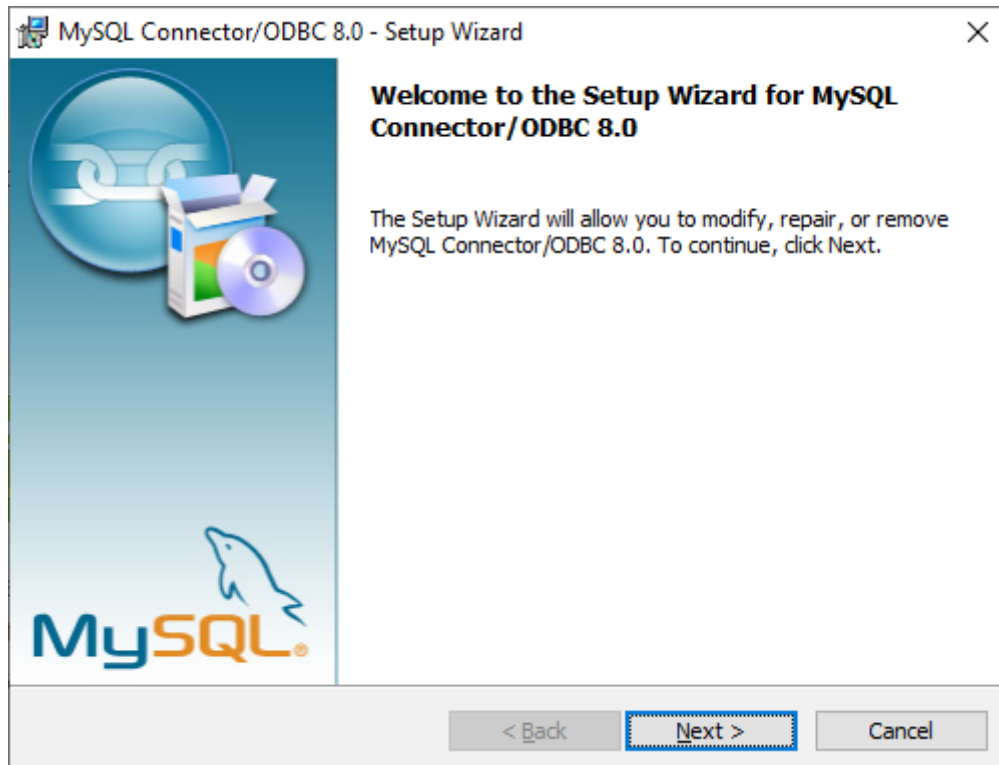 MySQL Connector/ODBC 8.0 - Setup Wizard
Welcome to the Setup Wizard for MySQL
Connector/ODBC 8.0
The Setup Wizard will allow you to modify, repair, or remove
MySQL Connector/ODBC 8.0. To continue, click Next.
MySQL®
< Back
Next >
Cancel